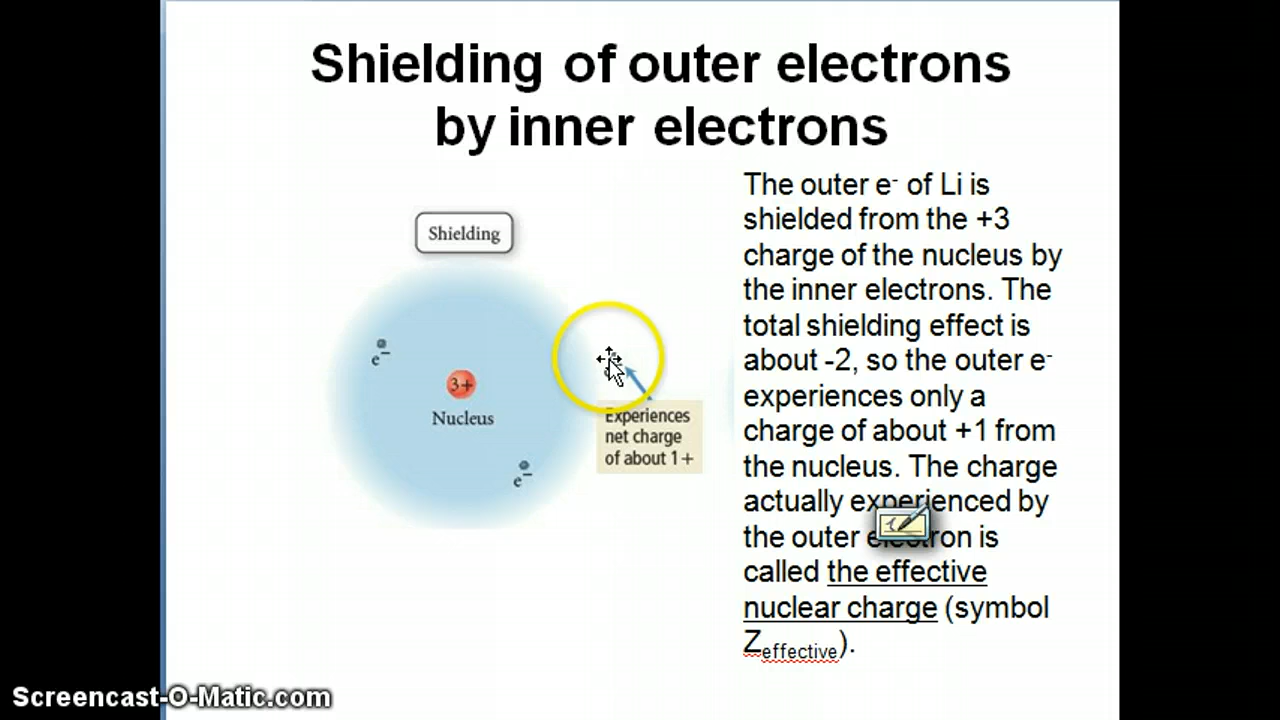 Shielding of outer electrons
by inner electrons
Shielding
e⁻
3+
Nucleus
e⁻
Experiences
net charge
of about 1+
The outer e⁻ of Li is
shielded from the +3
charge of the nucleus by
the inner electrons. The
total shielding effect is
about -2, so the outer e⁻
experiences only a
charge of about +1 from
the nucleus. The charge
actually experienced by
the outer electron is
called the effective
nuclear charge (symbol
Zeffective).
Screencast-O-Matic.com